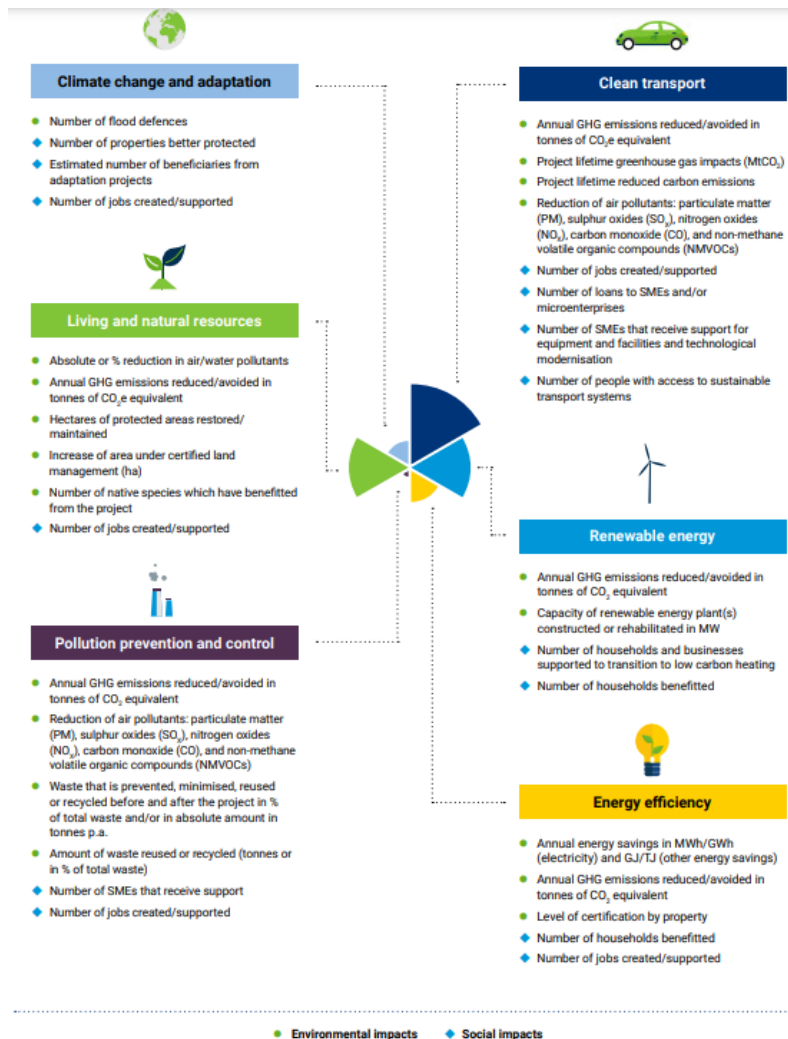 Climate change and adaptation
Number of flood defences
Number of properties better protected
Estimated number of beneficiaries from
adaptation projects
Number of jobs created/supported
Living and natural resources
Absolute or % reduction in air/water pollutants
Annual GHG emissions reduced/avoided in
tonnes of CO₂e equivalent
Hectares of protected areas restored/
maintained
Increase of area under certified land
management (ha)
Number of native species which have benefitted
from the project
Number of jobs created/supported
Pollution prevention and control
Annual GHG emissions reduced/avoided in
tonnes of CO₂ equivalent
Reduction of air pollutants: particulate matter
(PM), sulphur oxides (SOₓ), nitrogen oxides
(NOₓ), carbon monoxide (CO), and non-methane
volatile organic compounds (NMVOCs)
Waste that is prevented, minimised, reused
or recycled before and after the project in %
of total waste and/or in absolute amount in
tonnes p.a.
Amount of waste reused or recycled (tonnes or
in % of total waste)
Number of SMEs that receive support
Number of jobs created/supported
Clean transport
Annual GHG emissions reduced/avoided in
tonnes of CO₂e equivalent
Project lifetime greenhouse gas impacts (MtCO₂)
Project lifetime reduced carbon emissions
Reduction of air pollutants: particulate matter
(PM), sulphur oxides (SOₓ), nitrogen oxides
(NOₓ), carbon monoxide (CO), and non-methane
volatile organic compounds (NMVOCs)
Number of jobs created/supported
Number of loans to SMEs and/or
microenterprises
Number of SMEs that receive support for
equipment and facilities and technological
modernisation
Number of people with access to sustainable
transport systems
Renewable energy
Annual GHG emissions reduced/avoided in
tonnes of CO₂ equivalent
Capacity of renewable energy plant(s)
constructed or rehabilitated in MW
Number of households and businesses
supported to transition to low carbon heating
Number of households benefitted
Energy efficiency
Annual energy savings in MWh/GWh
(electricity) and GJ/TJ (other energy savings)
Annual GHG emissions reduced/avoided in
tonnes of CO₂ equivalent
Level of certification by property
Number of households benefitted
Number of jobs created/supported
Environmental impacts
Social impacts